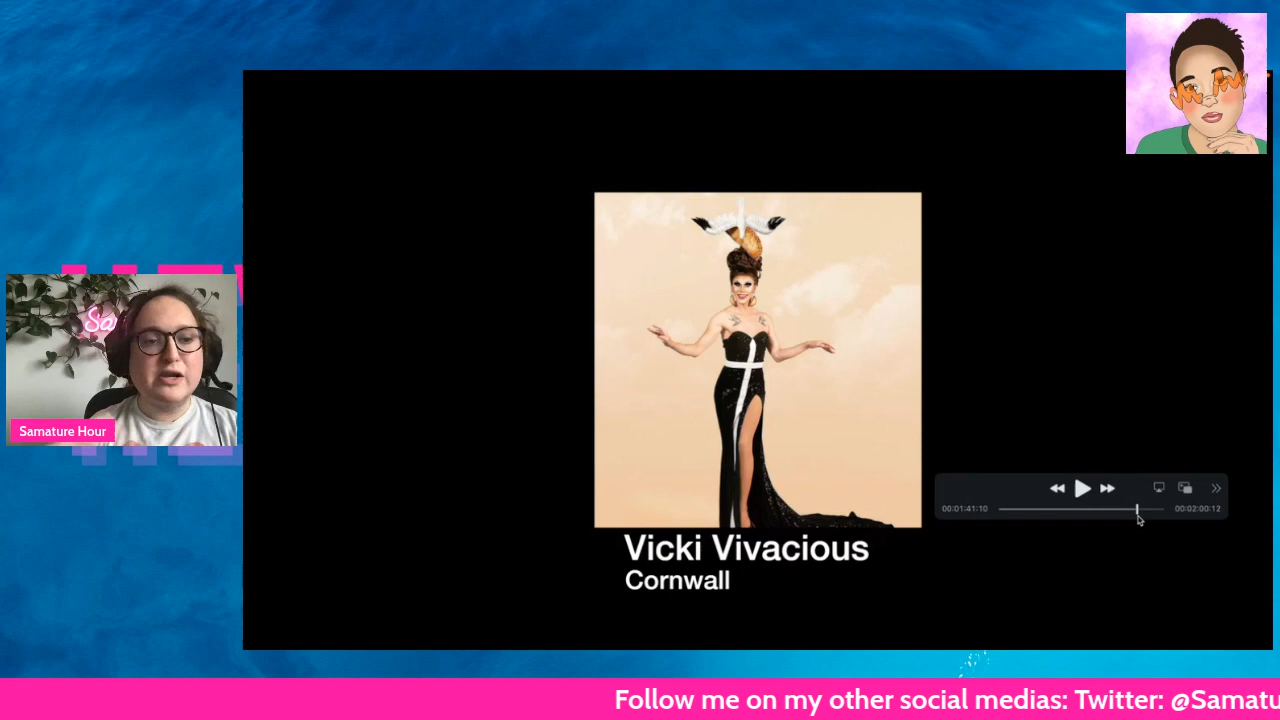 Sa
Samature Hour
Vicki Vivacious
Cornwall
00:01:41:10
00:02:00:12
Follow me on my other social medias: Twitter: @Samatu